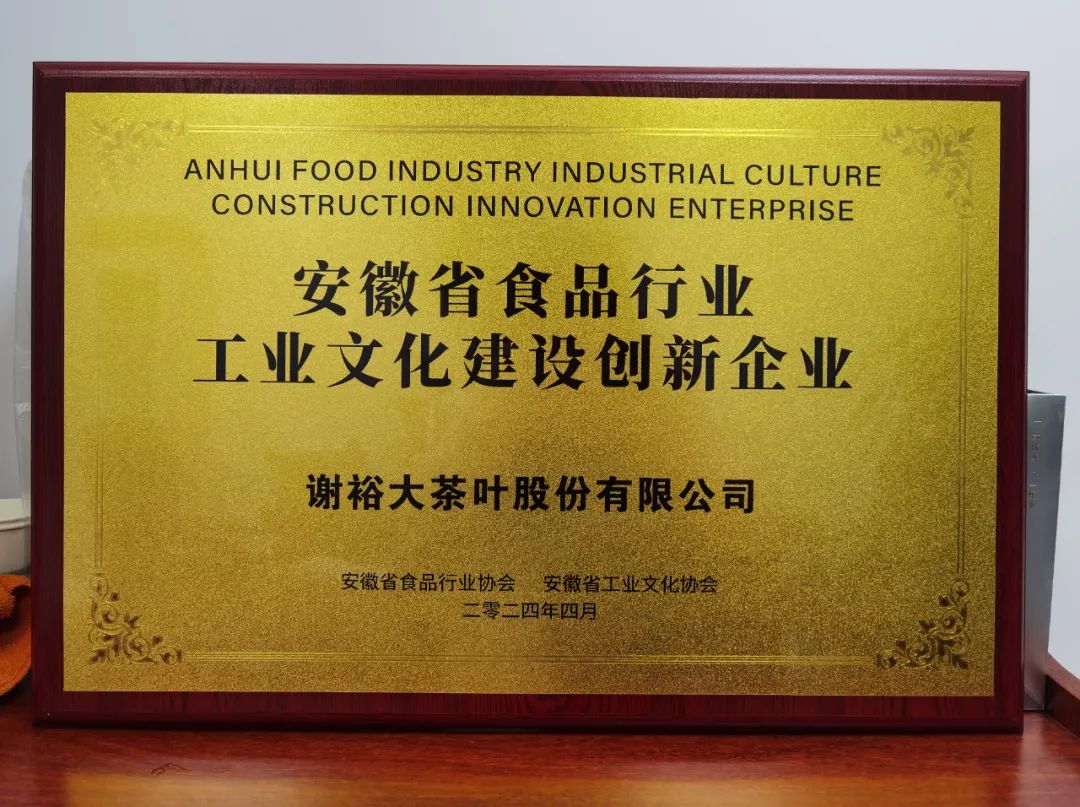 ANHUI FOOD INDUSTRY INDUSTRIAL CULTURE
CONSTRUCTION INNOVATION ENTERPRISE
安徽省食品行业
工业文化建设创新企业
谢裕大茶叶股份有限公司
安徽省食品行业协会 安徽省工业文化协会
二零二四年四月